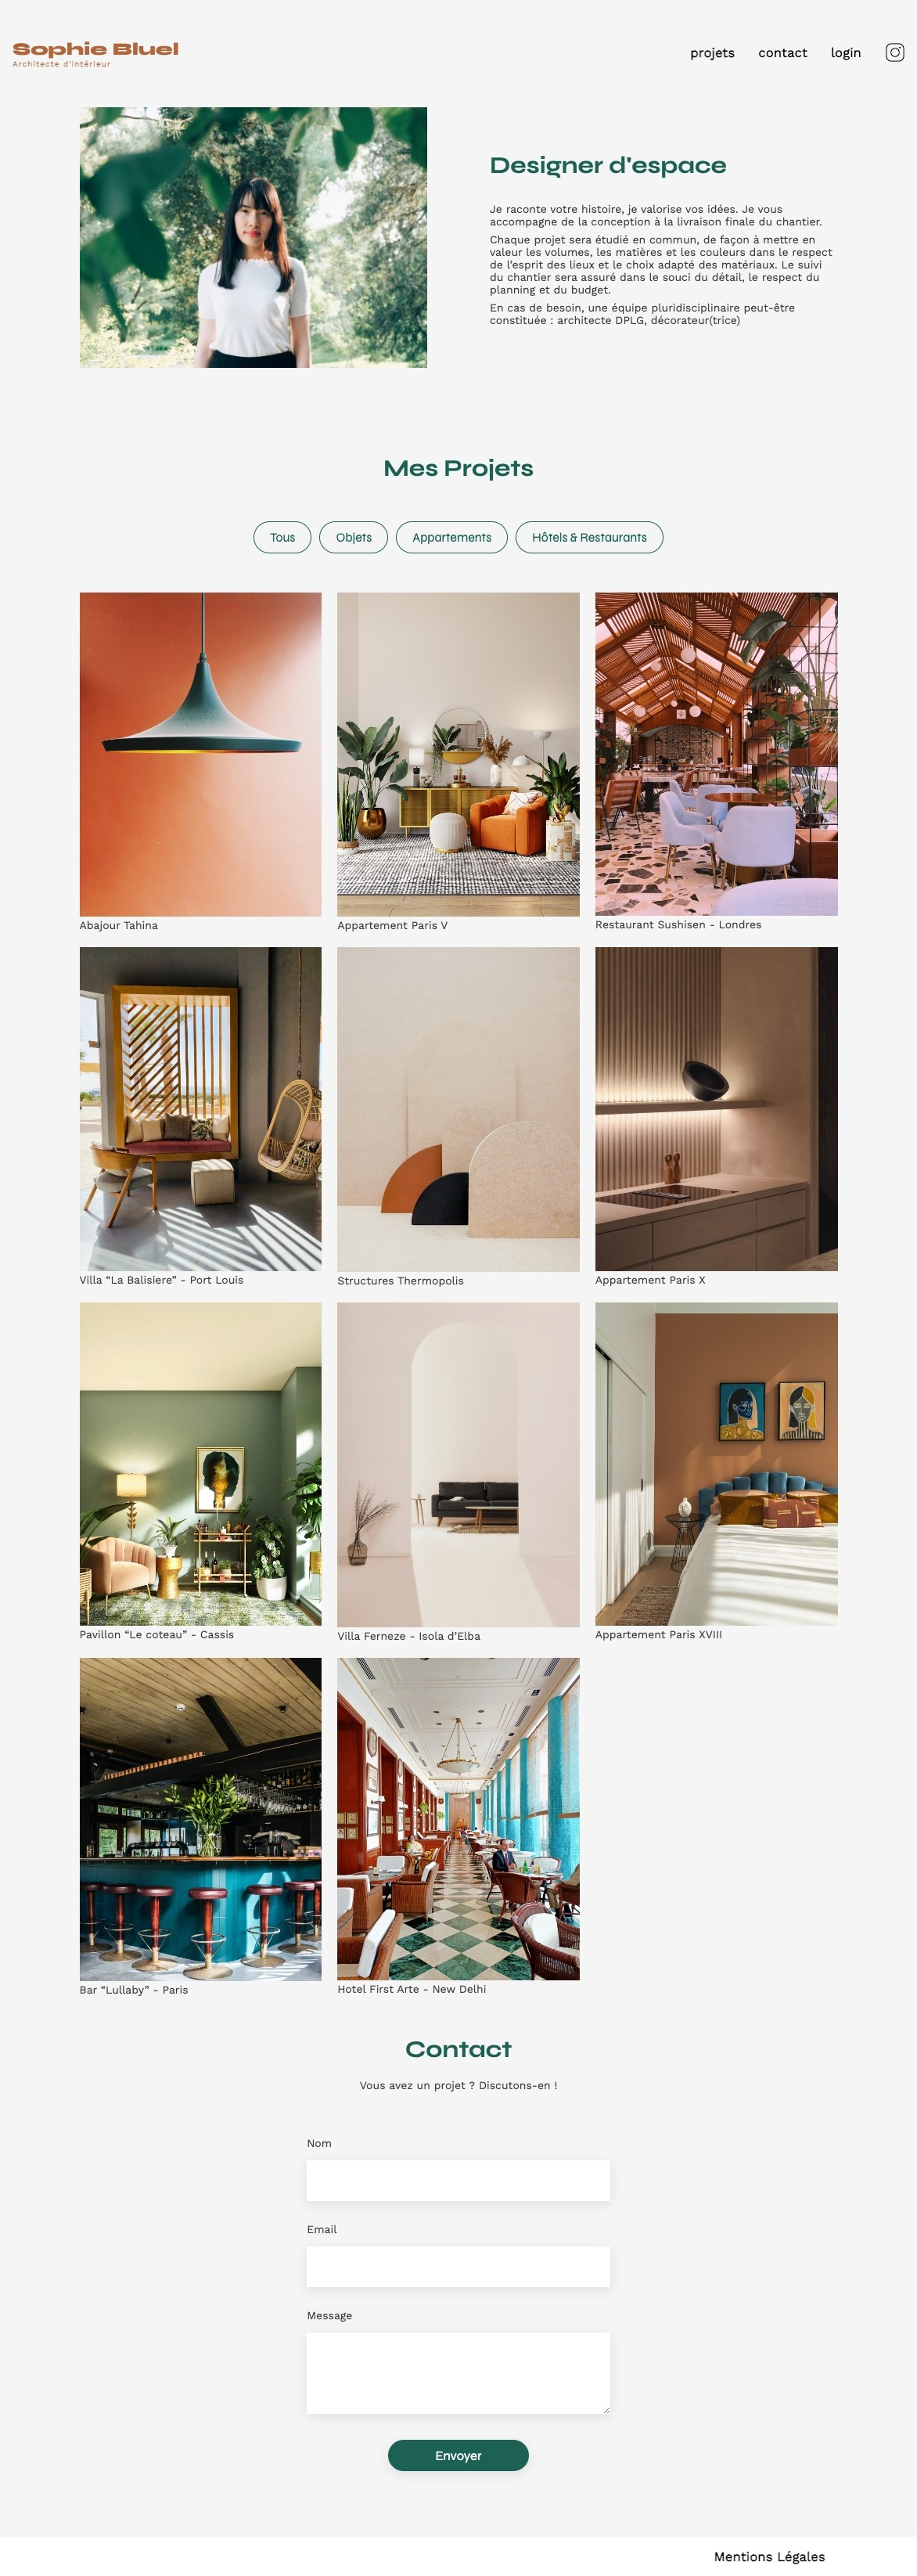 Sophie Bluel
Architecte d'intérieur
projets
contact
login
Designer d'espace
Je raconte votre histoire, je valorise vos idées. Je vous
accompagne de la conception à la livraison finale du chantier.
Chaque projet sera étudié en commun, de façon à mettre en
valeur les volumes, les matières et les couleurs dans le respect
de l’esprit des lieux et le choix adapté des matériaux. Le suivi
du chantier sera assuré dans le souci du détail, le respect du
planning et du budget.
En cas de besoin, une équipe pluridisciplinaire peut-être
constituée : architecte DPLG, décorateur(trice)
Mes Projets
Tous
Objets
Appartements
Hôtels & Restaurants
Abajour Tahina
Appartement Paris V
Restaurant Sushisen - Londres
Villa “La Balisiere” - Port Louis
Structures Thermopolis
Appartement Paris X
Pavillon “Le coteau” - Cassis
Villa Ferneze - Isola d’Elba
Appartement Paris XVIII
Bar “Lullaby” - Paris
Hotel First Arte - New Delhi
Contact
Vous avez un projet ? Discutons-en !
Nom
Email
Message
Envoyer
Mentions Légales